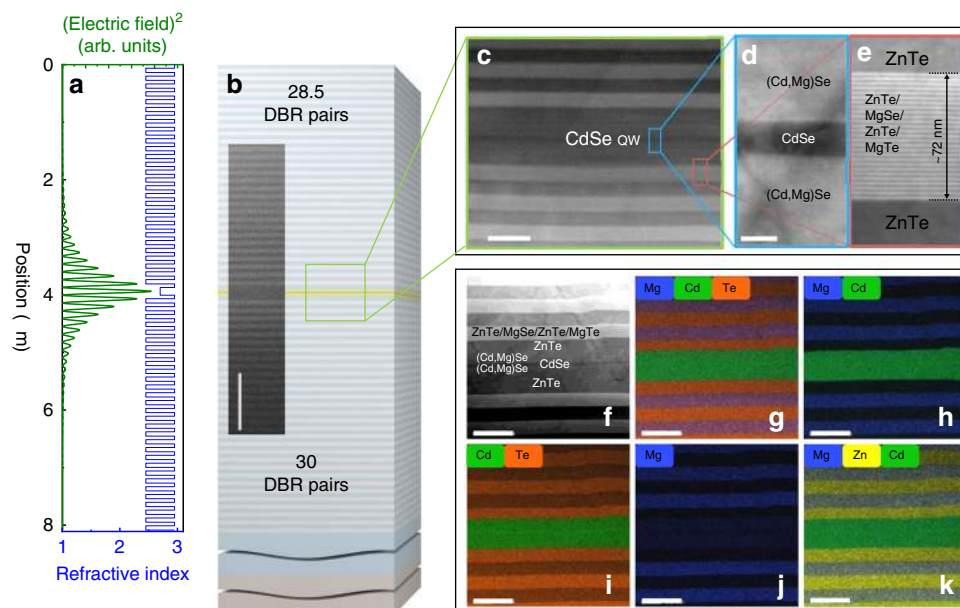 (Electric field)2
(arb. units)
a
0
2
4
6
8
Position ( m)
1 2 3
Refractive index
b
28.5
DBR pairs
30
DBR pairs
c
CdSe QW
d
(Cd,Mg)Se
CdSe
(Cd,Mg)Se
e
ZnTe
ZnTe/
MgSe/
ZnTe/
MgTe
~72 nm
ZnTe
ZnTe/MgSe/ZnTe/MgTe
ZnTe
(Cd,Mg)Se
CdSe
(Cd,Mg)Se
ZnTe
f
Mg Cd Te
g
Mg Cd
h
Cd Te
i
Mg
j
Mg Zn Cd
k